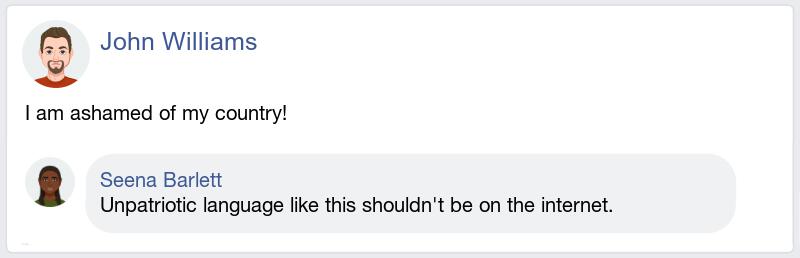 John Williams
I am ashamed of my country!
Seena Barlett
Unpatriotic language like this shouldn't be on the internet.